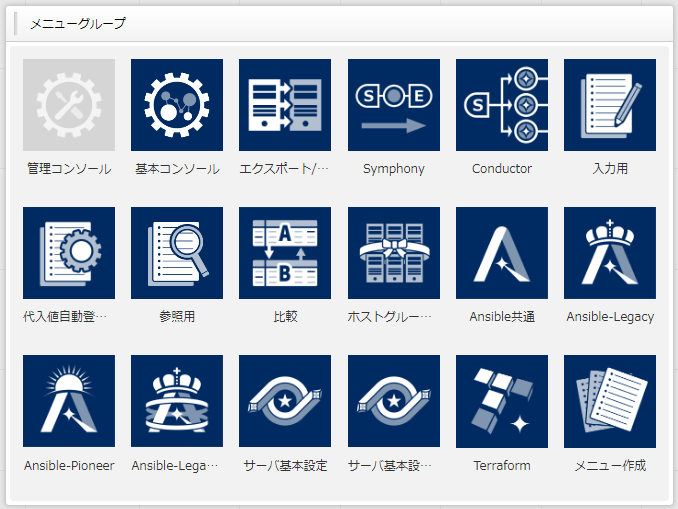 メニューグループ
管理コンソール
基本コンソール
エクスポート/…
S E
Symphony
S
Conductor
入力用
代入値自動登…
参照用
A
B
比較
ホストグルー…
Ansible共通
Ansible-Legacy
Ansible-Pioneer
Ansible-Lega…
サーバ基本設定
サーバ基本設…
Terraform
メニュー作成